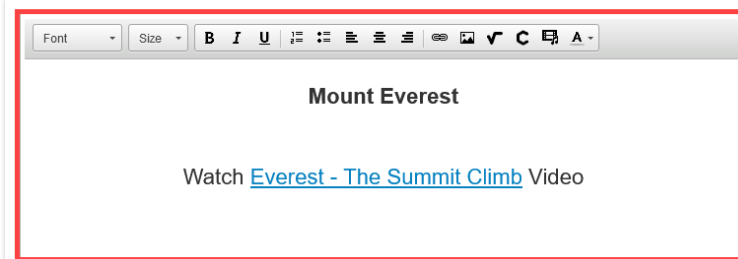 Font Size B I U A
Mount Everest
Watch Everest - The Summit Climb Video